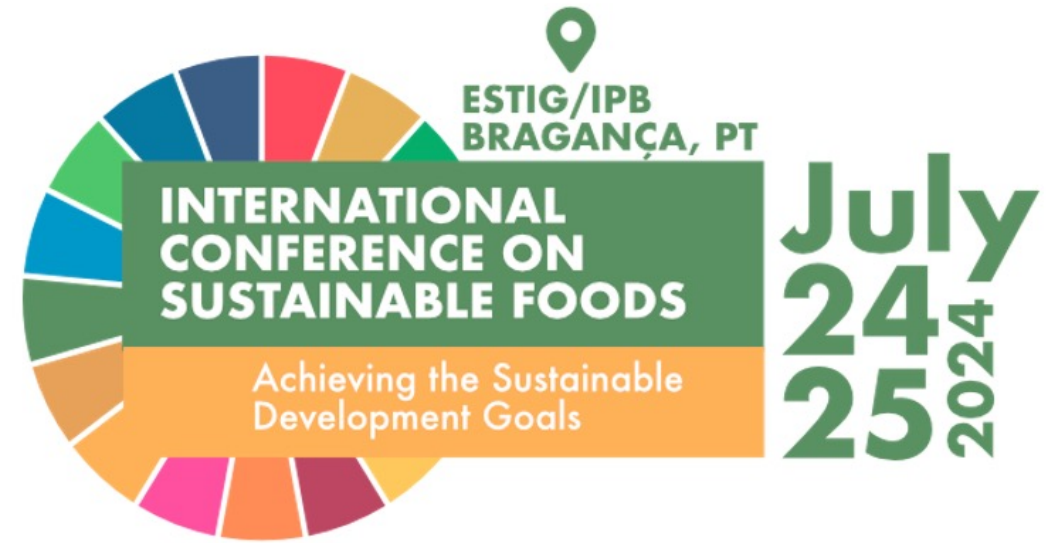 ESTIG/IPB
BRAGANÇA, PT
INTERNATIONAL
CONFERENCE ON
SUSTAINABLE FOODS
Achieving the Sustainable
Development Goals
July
24
25
2024